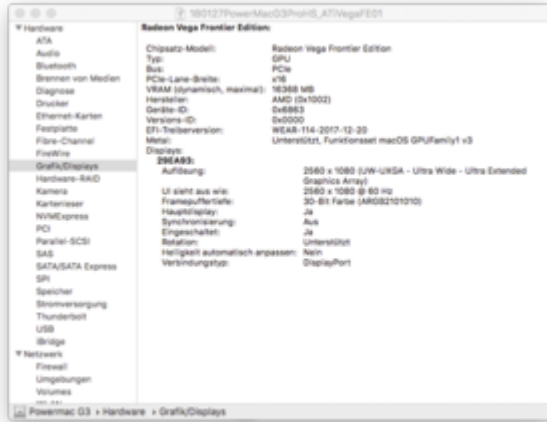 180127PowerMacG3ProHS_ATiVegaFE01
Hardware
ATA
Audio
Bluetooth
Brennen von Medien
Diagnose
Drucker
Ethernet-Karten
Festplatte
Fibre-Channel
FireWire
Grafik/Displays
Hardware-RAID
Kamera
Kartenleser
NVMExpress
PCI
Parallel-SCSI
SAS
SATA/SATA Express
SPI
Speicher
Stromversorgung
Thunderbolt
USB
iBridge
Netzwerk
Firewall
Umgebungen
Volumes
WLAN
Radeon Vega Frontier Edition:
Chipsatz-Modell: Radeon Vega Frontier Edition
Typ: GPU
Bus: PCIe
PCIe-Lane-Breite: x16
VRAM (dynamisch, maximal): 16368 MB
Hersteller: AMD (0x1002)
Geräte-ID: 0x6863
Versions-ID: 0x0000
EFI-Treiberversion: WEAR-114-2017-12-20
Metal: Unterstützt, Funktionsset macOS GPUFamily1 v3
Displays:
29EA93:
Auflösung: 2560 x 1080 (UW-UXGA - Ultra Wide - Ultra Extended
Graphics Array)
UI sieht aus wie: 2560 x 1080 @ 60 Hz
Framepuffertiefe: 30-Bit Farbe (ARGB2101010)
Hauptdisplay: Ja
Synchronisierung: Aus
Eingeschaltet: Ja
Rotation: Unterstützt
Helligkeit automatisch anpassen: Nein
Verbindungstyp: DisplayPort
Powermac G3 › Hardware › Grafik/Displays